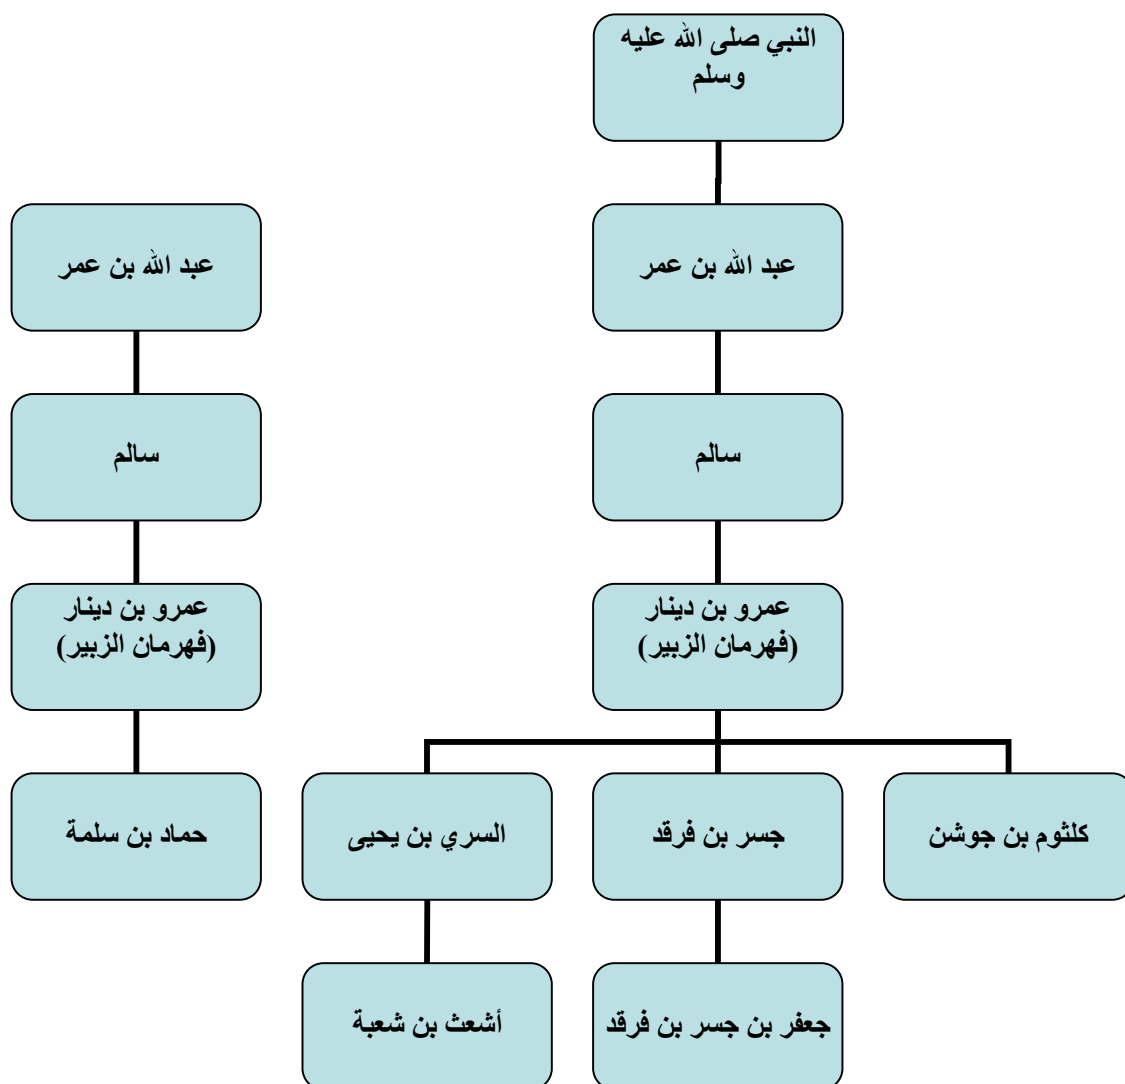 النبي صلى الله عليه
وسلم
عبد الله بن عمر
عبد الله بن عمر
سالم
سالم
عمرو بن دينار
(قهرمان الزبير)
عمرو بن دينار
(قهرمان الزبير)
كلثوم بن جوشن
جسر بن فرقد
السري بن يحيى
حماد بن سلمة
جعفر بن جسر بن فرقد
أشعث بن شعبة